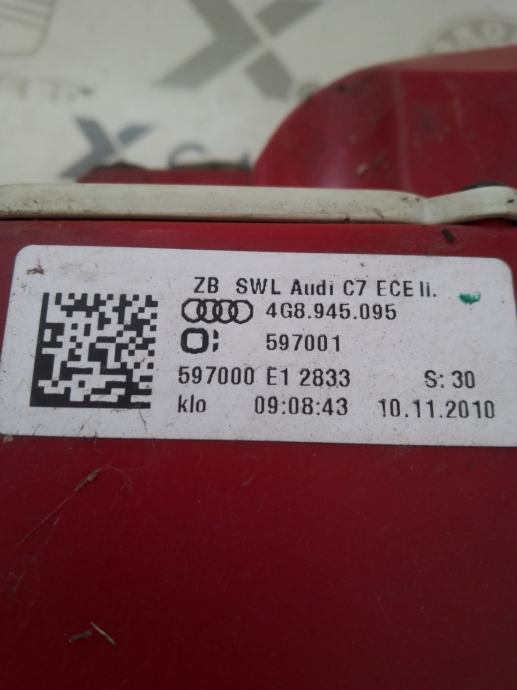 ZB SWL Audi C7 ECE li.
4G8.945.095
597001
597000 E1 2833 S: 30
klo 09:08:43 10.11.2010